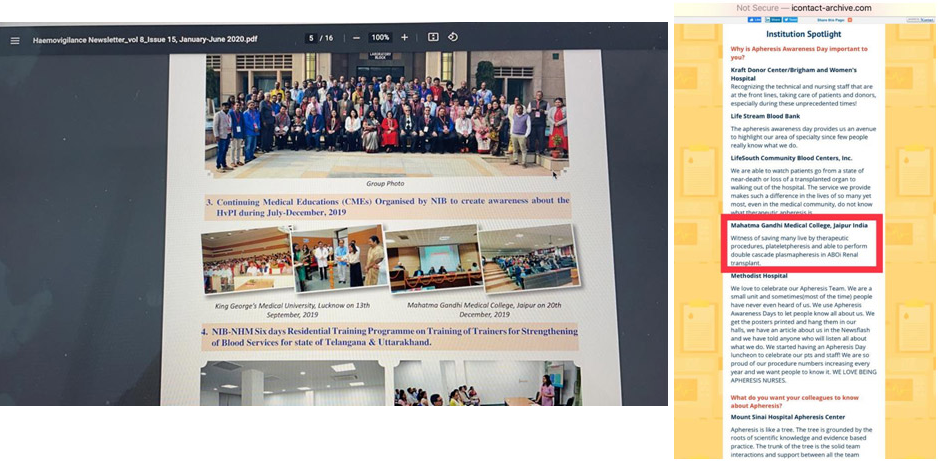 Haemovigilance Newsletter_vol 8_Issue 15, January-June 2020.pdf
5 / 16
100%
LABORATORY
BLOCK
Group Photo
3. Continuing Medical Educations (CMEs) Organised by NIB to create awareness about the
HvPI during July-December, 2019
King George's Medical University, Lucknow on 13th
September, 2019
Mahatma Gandhi Medical College, Jaipur on 20th
December, 2019
4. NIB-NHM Six days Residential Training Programme on Training of Trainers for Strengthening
of Blood Services for state of Telangana & Uttarakhand.
Not Secure — icontact-archive.com
Share this Page:
Institution Spotlight
Why is Apheresis Awareness Day important to
you?
Kraft Donor Center/Brigham and Women's
Hospital
Recognizing the technical and nursing staff that are
at the front lines, taking care of patients and donors,
especially during these unprecedented times!
Life Stream Blood Bank
The apheresis awareness day provides us an avenue
to highlight our area of specialty since few people
really know what we do.
LifeSouth Community Blood Centers, Inc.
We are able to watch patients go from a state of
near-death or loss of a transplanted organ to
walking out of the hospital. The service we provide
makes such a difference in the lives of so many yet
most, even in the medical community, do not know
what therapeutic apheresis is.
Mahatma Gandhi Medical College, Jaipur India
Witness of saving many live by therapeutic
procedures, plateletpheresis and able to perform
double cascade plasmapheresis in ABOi Renal
transplant.
Methodist Hospital
We love to celebrate our Apheresis Team. We are a
small unit and sometimes(most of the time) people
have never even heard of us. We use Apheresis
Awareness Days to let people know all about us. We
get the posters printed and hang them in our
halls, we have an article about us in the Newsflash
and we have told anyone who will listen all about
what we do. We started having an Apheresis Day
luncheon to celebrate our pts and staff! We are so
proud of our procedure numbers increasing every
year and we want people to know it. WE LOVE BEING
APHERESIS NURSES.
What do you want your colleagues to know
about Apheresis?
Mount Sinai Hospital Apheresis Center
Apheresis is like a tree. The tree is grounded by the
roots of scientific knowledge and evidence based
practice. The trunk of the tree is the solid team
interactions and support between all the team